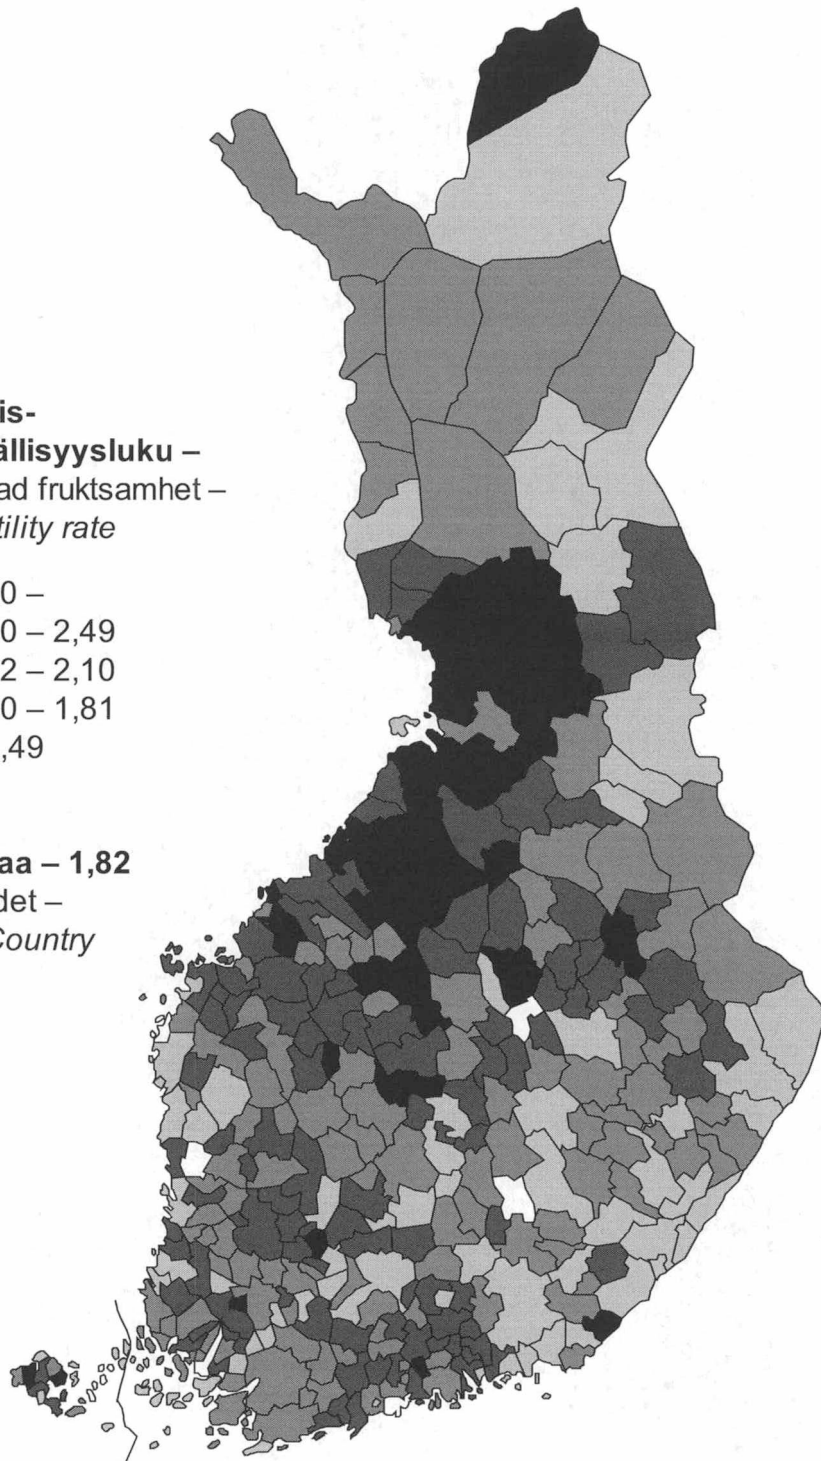 is-
ällisyysluku –
ad fruktsamhet –
tility rate
0 –
0 – 2,49
2 – 2,10
0 – 1,81
,49
aa – 1,82
det –
Country